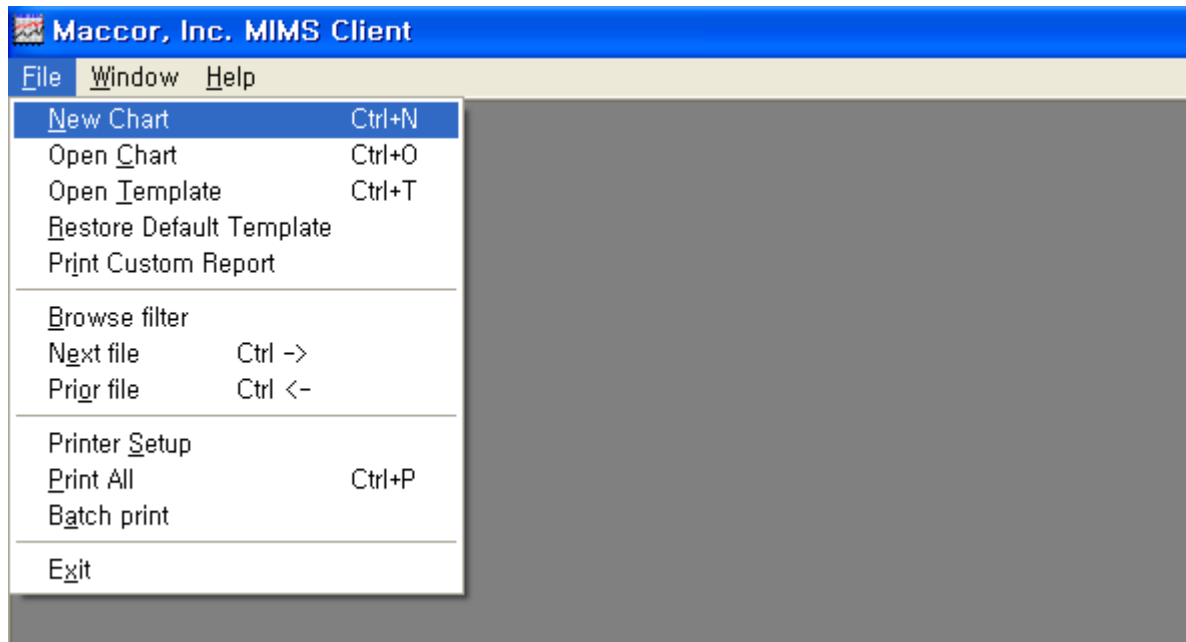 Maccor, Inc. MIMS Client
File Window Help
New Chart Ctrl+N
Open Chart Ctrl+O
Open Template Ctrl+T
Restore Default Template
Print Custom Report
Browse filter
Next file Ctrl ->
Prior file Ctrl <-
Printer Setup
Print All Ctrl+P
Batch print
Exit